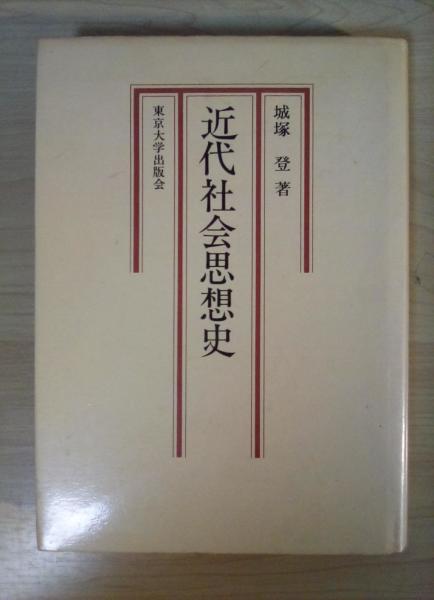 城塚 登 著
近代社会思想史
東京大学出版会